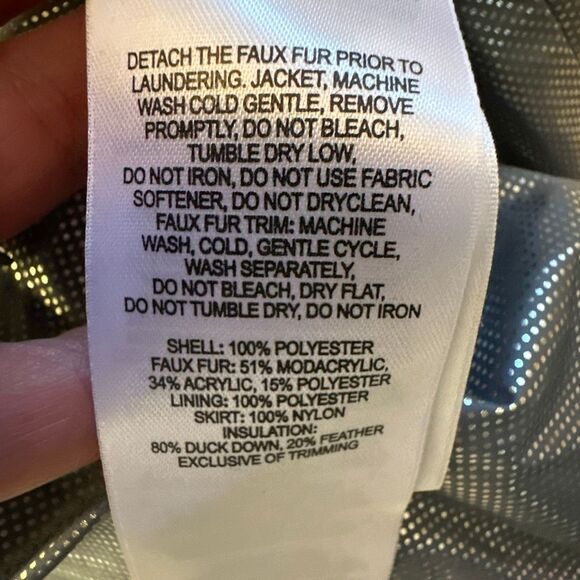 DETACH THE FAUX FUR PRIOR TO
LAUNDERING. JACKET, MACHINE
WASH COLD GENTLE, REMOVE
PROMPTLY, DO NOT BLEACH,
TUMBLE DRY LOW,
DO NOT IRON, DO NOT USE FABRIC
SOFTENER, DO NOT DRYCLEAN,
FAUX FUR TRIM: MACHINE
WASH, COLD, GENTLE CYCLE,
WASH SEPARATELY,
DO NOT BLEACH, DRY FLAT,
DO NOT TUMBLE DRY, DO NOT IRON
SHELL: 100% POLYESTER
FAUX FUR: 51% MODACRYLIC,
34% ACRYLIC, 15% POLYESTER
LINING: 100% POLYESTER
SKIRT: 100% NYLON
INSULATION:
80% DUCK DOWN, 20% FEATHER
EXCLUSIVE OF TRIMMING